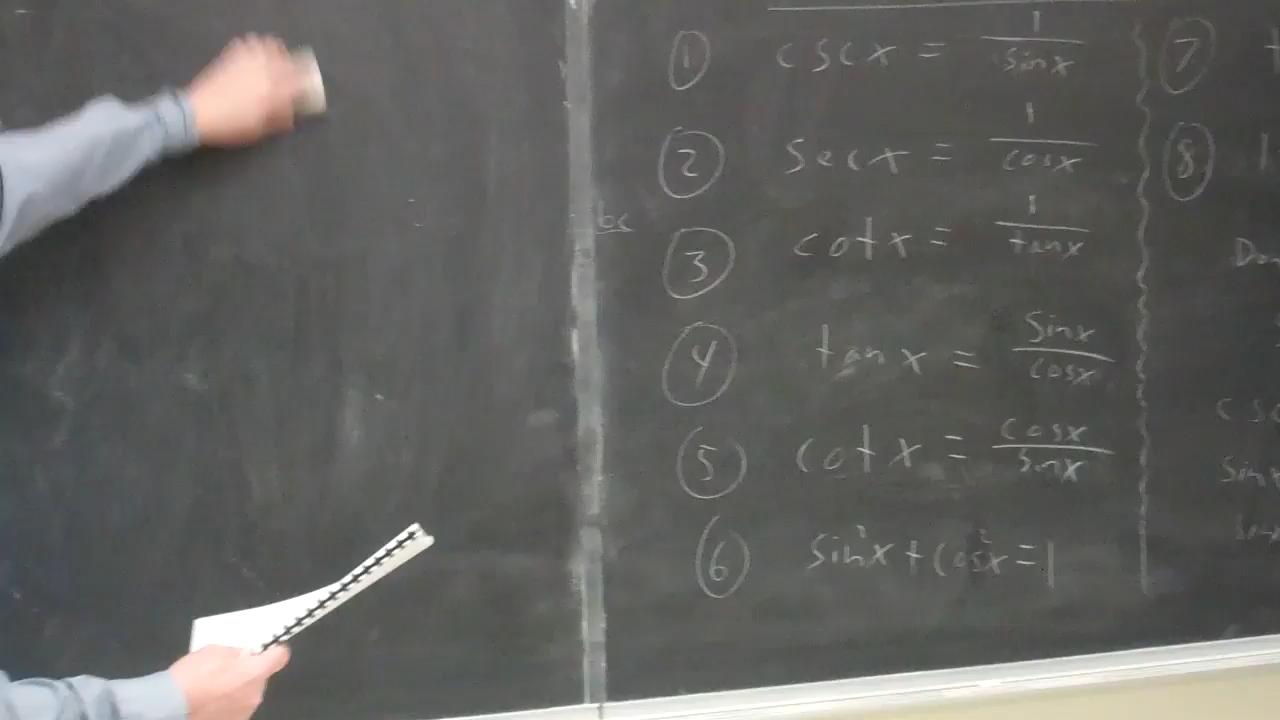 ① cscx = 1/sinx
② secx = 1/cosx
③ cotx = 1/tanx
④ tanx = sinx/cosx
⑤ cotx = cosx/sinx
⑥ sin²x + cos²x = 1
⑦
⑧